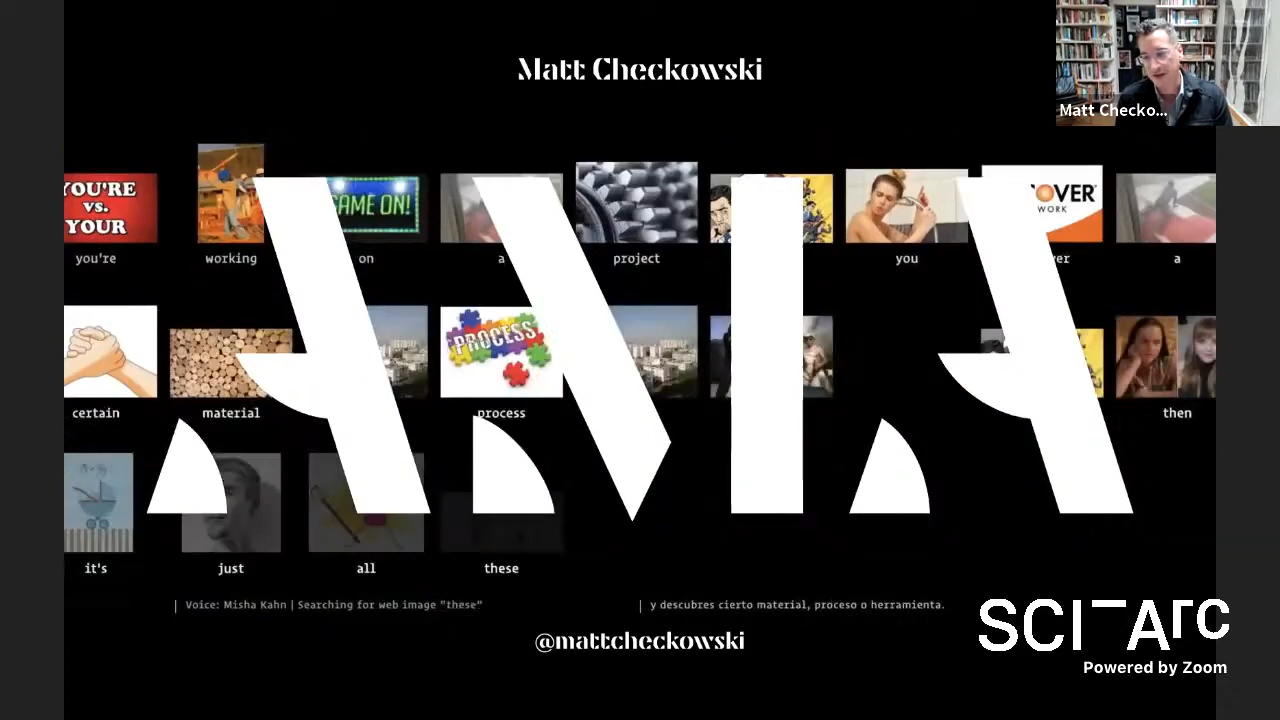 Matt Checkowski
Matt Checko...
YOU'RE
vs.
YOUR
AME ON!
OVER
WORK
you're working on a project you er a
PROCESS
certain material process then
it's just all these
Voice: Misha Kahn | Searching for web image "these"
y descubres cierto material, proceso o herramienta.
@mattcheckowski
SCI-Arc
Powered by Zoom